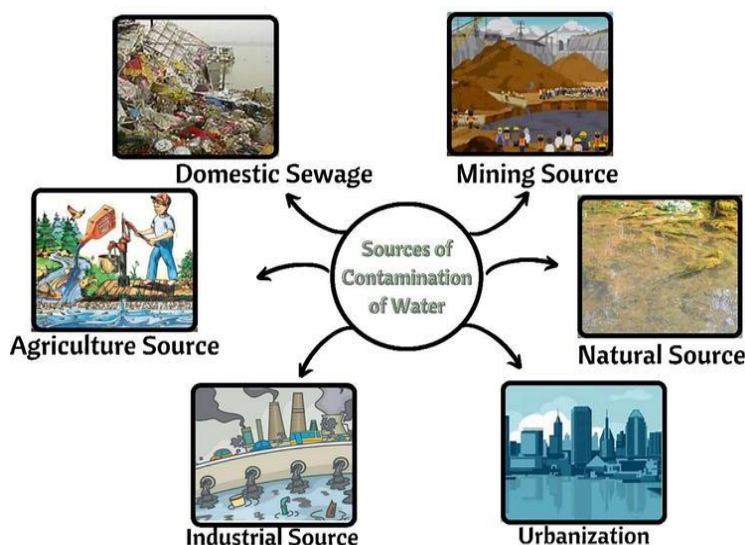 Domestic Sewage
Mining Source
Sources of
Contamination
of Water
Agriculture Source
Natural Source
Industrial Source
Urbanization